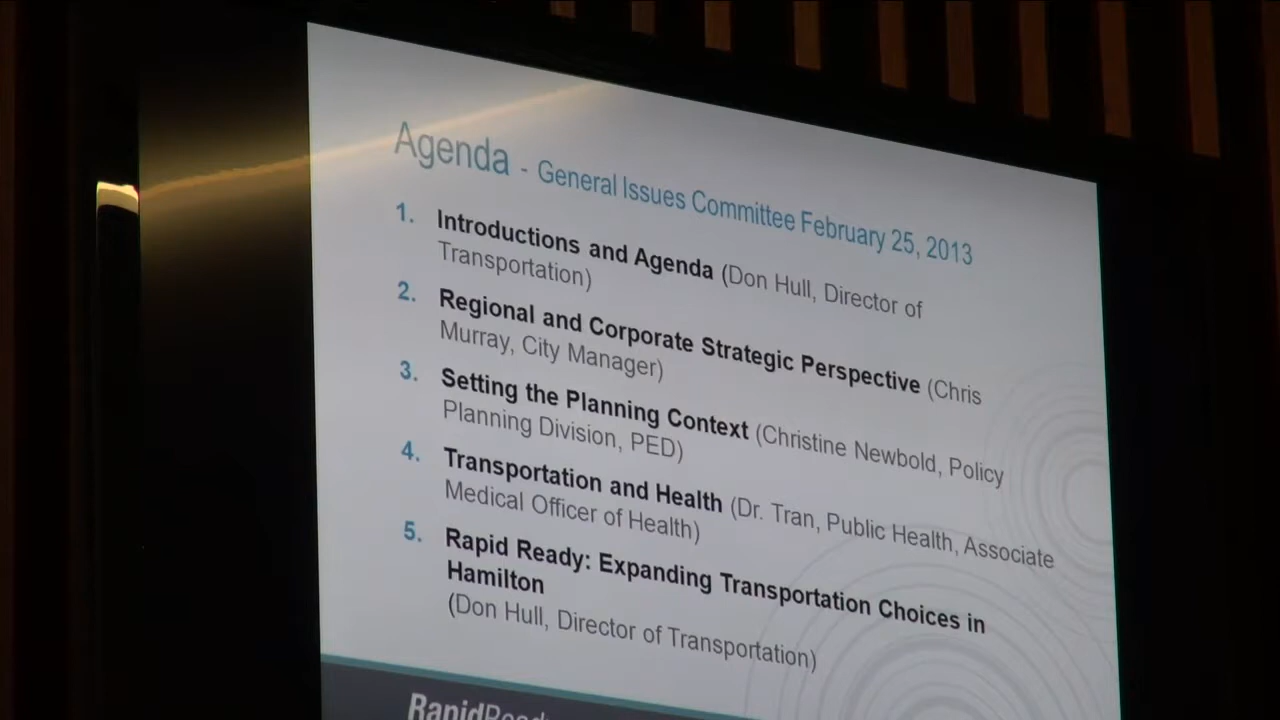 Agenda - General Issues Committee February 25, 2013
1. Introductions and Agenda (Don Hull, Director of
Transportation)
2. Regional and Corporate Strategic Perspective (Chris
Murray, City Manager)
3. Setting the Planning Context (Christine Newbold, Policy
Planning Division, PED)
4. Transportation and Health (Dr. Tran, Public Health, Associate
Medical Officer of Health)
5. Rapid Ready: Expanding Transportation Choices in
Hamilton
(Don Hull, Director of Transportation)
RapidReady